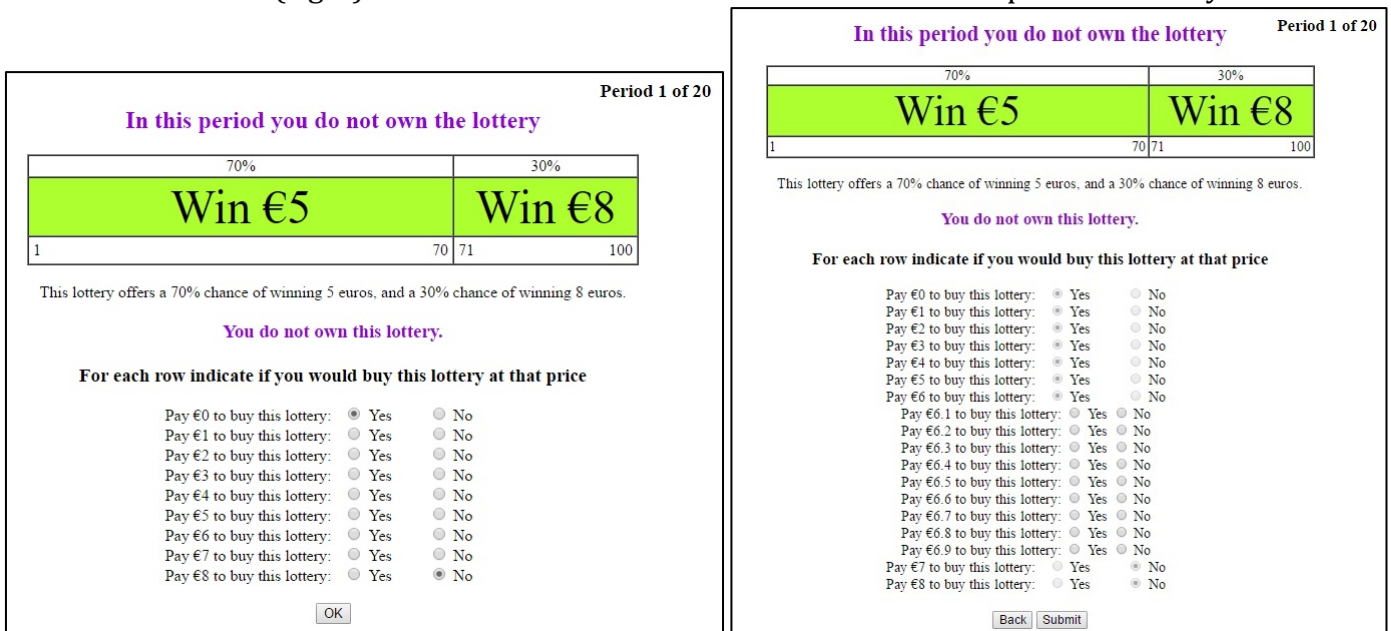 Period 1 of 20
In this period you do not own the lottery
70% 30%
Win €5 Win €8
1 70 71 100
This lottery offers a 70% chance of winning 5 euros, and a 30% chance of winning 8 euros.
You do not own this lottery.
For each row indicate if you would buy this lottery at that price
Pay €0 to buy this lottery: Yes No
Pay €1 to buy this lottery: Yes No
Pay €2 to buy this lottery: Yes No
Pay €3 to buy this lottery: Yes No
Pay €4 to buy this lottery: Yes No
Pay €5 to buy this lottery: Yes No
Pay €6 to buy this lottery: Yes No
Pay €7 to buy this lottery: Yes No
Pay €8 to buy this lottery: Yes No
OK
Period 1 of 20
In this period you do not own the lottery
70% 30%
Win €5 Win €8
1 70 71 100
This lottery offers a 70% chance of winning 5 euros, and a 30% chance of winning 8 euros.
You do not own this lottery.
For each row indicate if you would buy this lottery at that price
Pay €0 to buy this lottery: Yes No
Pay €1 to buy this lottery: Yes No
Pay €2 to buy this lottery: Yes No
Pay €3 to buy this lottery: Yes No
Pay €4 to buy this lottery: Yes No
Pay €5 to buy this lottery: Yes No
Pay €6 to buy this lottery: Yes No
Pay €6.1 to buy this lottery: Yes No
Pay €6.2 to buy this lottery: Yes No
Pay €6.3 to buy this lottery: Yes No
Pay €6.4 to buy this lottery: Yes No
Pay €6.5 to buy this lottery: Yes No
Pay €6.6 to buy this lottery: Yes No
Pay €6.7 to buy this lottery: Yes No
Pay €6.8 to buy this lottery: Yes No
Pay €6.9 to buy this lottery: Yes No
Pay €7 to buy this lottery: Yes No
Pay €8 to buy this lottery: Yes No
Back Submit